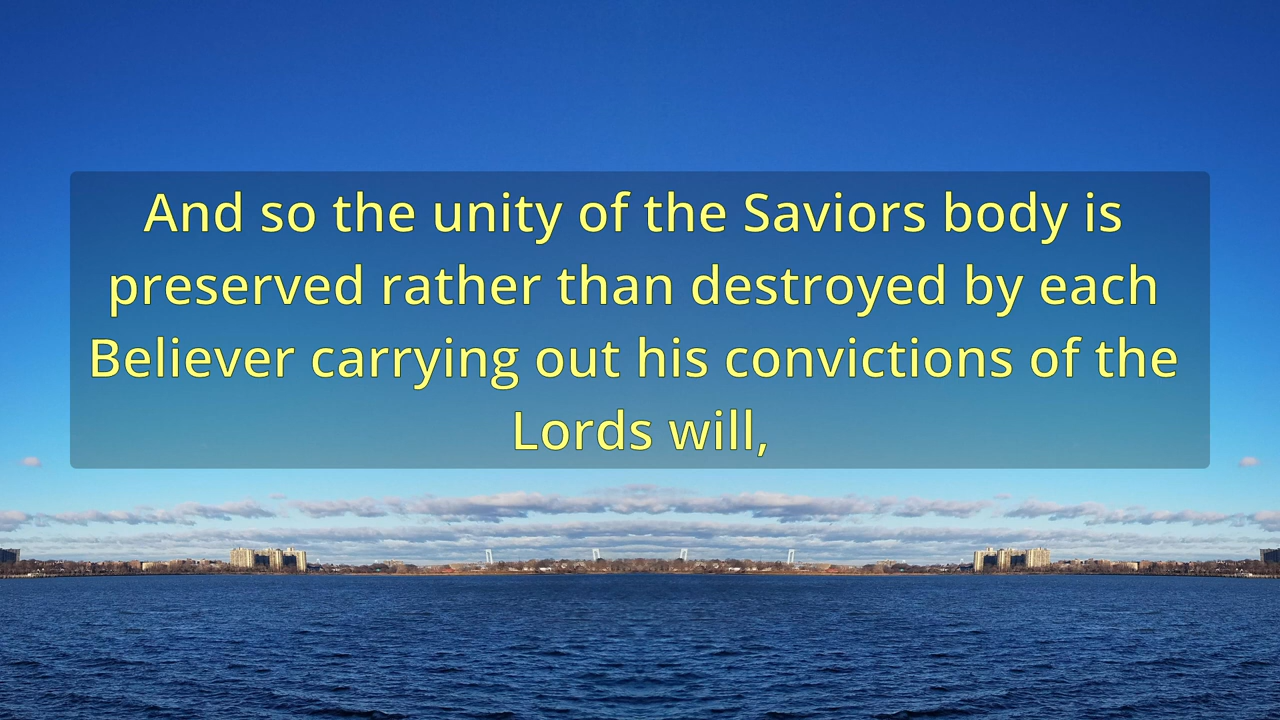 And so the unity of the Saviors body is
preserved rather than destroyed by each
Believer carrying out his convictions of the
Lords will,